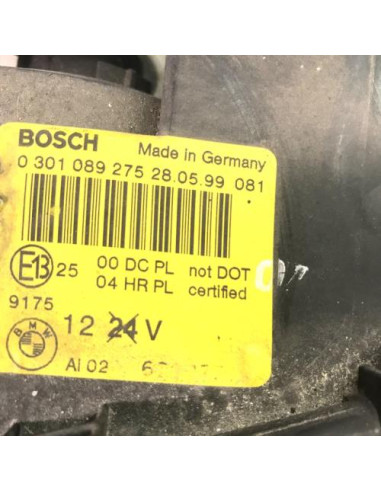 BOSCH Made in Germany
0 301 089 275 28.05.99 081
E13 25 00 DC PL not DOT
04 HR PL certified
9175
BMW 12 24 V
Al 02